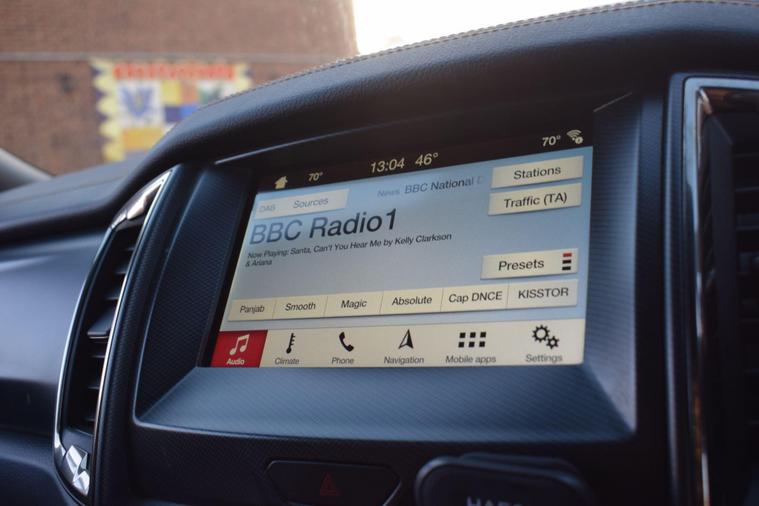 70°
13:04 46°
70°
DAB Sources
News BBC National D
Stations
Traffic (TA)
BBC Radio1
Now Playing: Santa, Can't You Hear Me by Kelly Clarkson
& Ariana
Presets
Panjab Smooth Magic Absolute Cap DNCE KISSTOR
Audio Climate Phone Navigation Mobile apps Settings